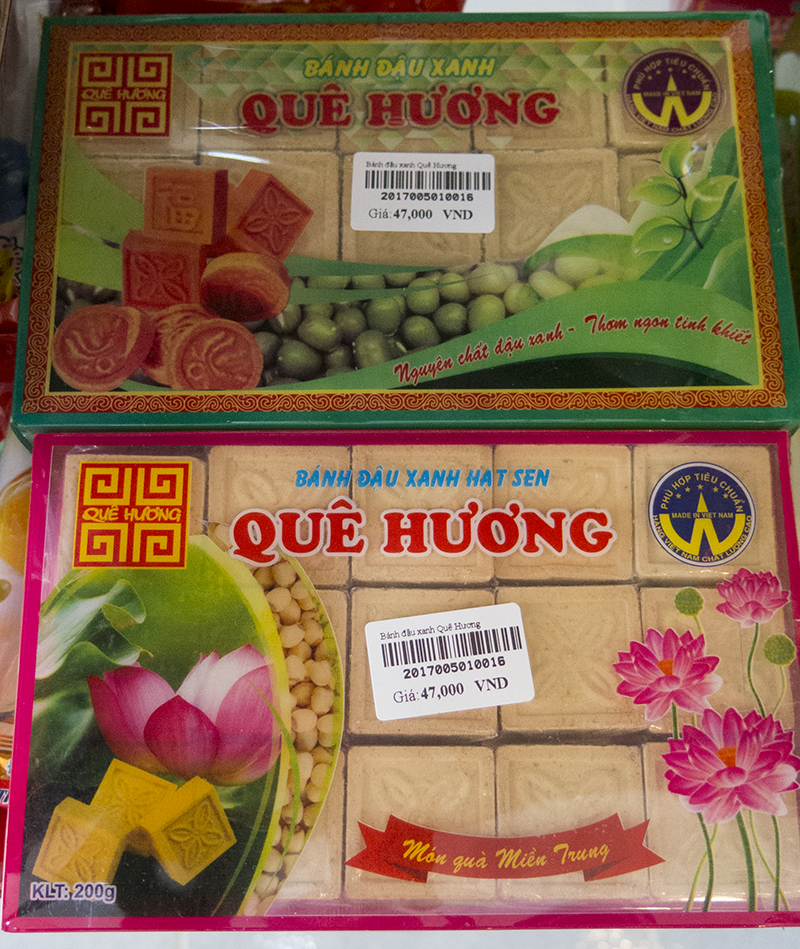 QUÊ HƯƠNG
BÁNH ĐẬU XANH
QUÊ HƯƠNG
PHÙ HỢP TIÊU CHUẨN
MADE IN VIET NAM
HÀNG VIỆT NAM CHẤT LƯỢNG CAO
Bánh đậu xanh Quê Hương
2017005010016
Giá: 47,000 VND
Nguyên chất đậu xanh - Thơm ngon tinh khiết
QUÊ HƯƠNG
BÁNH ĐẬU XANH HẠT SEN
QUÊ HƯƠNG
PHÙ HỢP TIÊU CHUẨN
MADE IN VIET NAM
HÀNG VIỆT NAM CHẤT LƯỢNG CAO
Bánh đậu xanh Quê Hương
2017005010016
Giá: 47,000 VND
Món quà Miền Trung
KLT: 200g